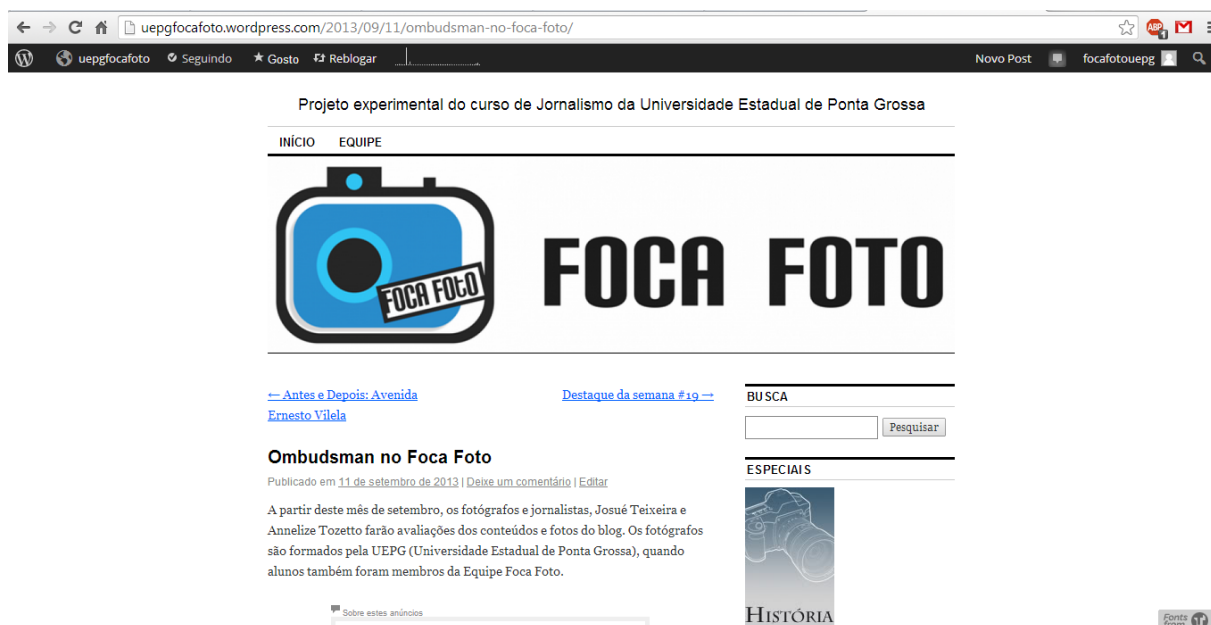 uepgfocafoto.wordpress.com/2013/09/11/ombudsman-no-foca-foto/
ABP
1
uepgfocafoto Seguindo Gosto Reblogar Novo Post focafotouepg
Projeto experimental do curso de Jornalismo da Universidade Estadual de Ponta Grossa
INÍCIO EQUIPE
FOCA FOTO
FOCA FOTO
← Antes e Depois: Avenida
Ernesto Vilela
Destaque da semana #19 →
Ombudsman no Foca Foto
Publicado em 11 de setembro de 2013 | Deixe um comentário | Editar
A partir deste mês de setembro, os fotógrafos e jornalistas, Josué Teixeira e
Annelize Tozetto farão avaliações dos conteúdos e fotos do blog. Os fotógrafos
são formados pela UEPG (Universidade Estadual de Ponta Grossa), quando
alunos também foram membros da Equipe Foca Foto.
Sobre estes anúncios
BUSCA
Pesquisar
ESPECIAIS
HISTÓRIA
Fonts
from